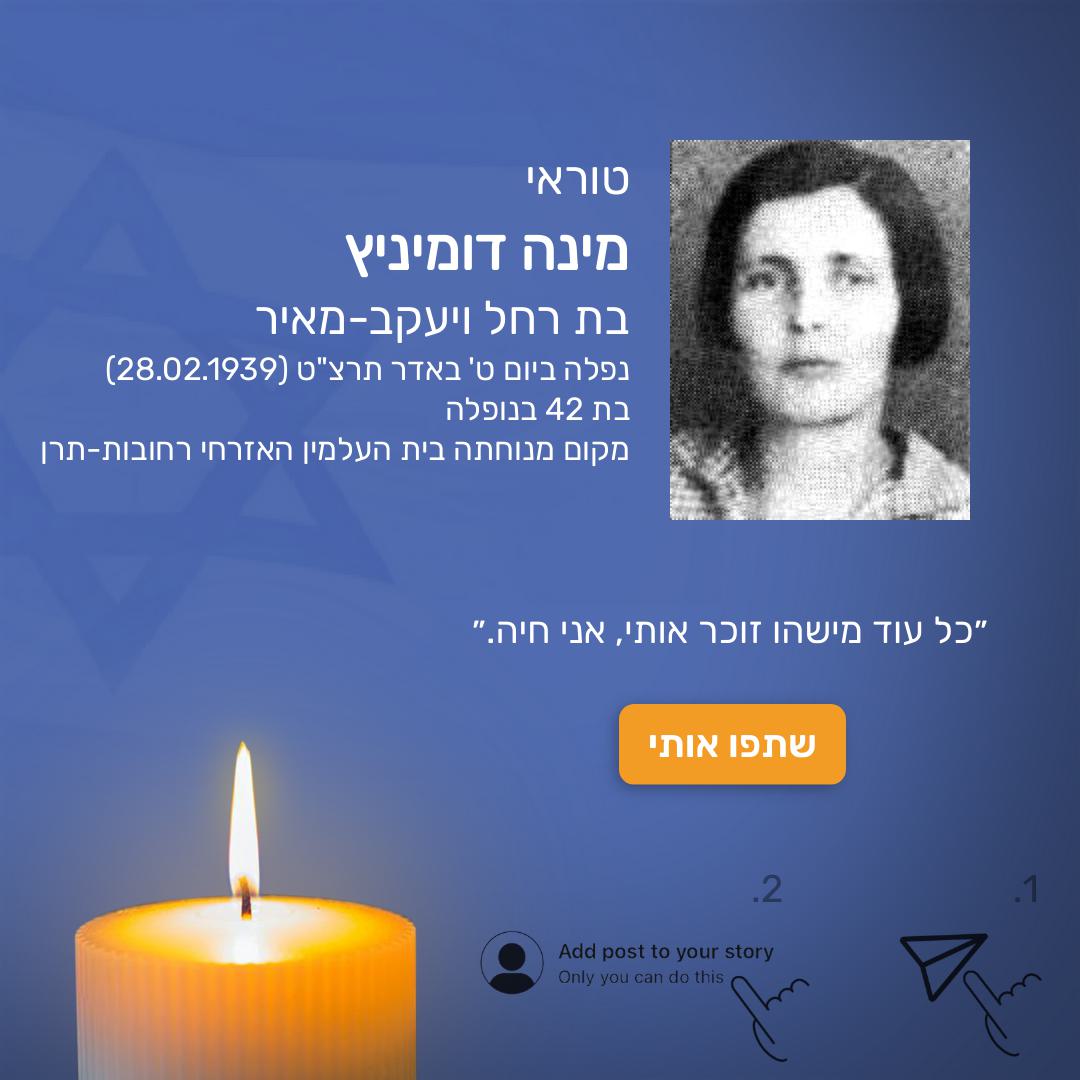 טוראי
מינה דומיניץ
בת רחל ויעקב-מאיר
נפלה ביום ט' באדר תרצ"ט (28.02.1939)
בת 42 בנופלה
מקום מנוחתה בית העלמין האזרחי רחובות-תרן
״כל עוד מישהו זוכר אותי, אני חיה.״
שתפו אותי
.1
.2
Add post to your story
Only you can do this